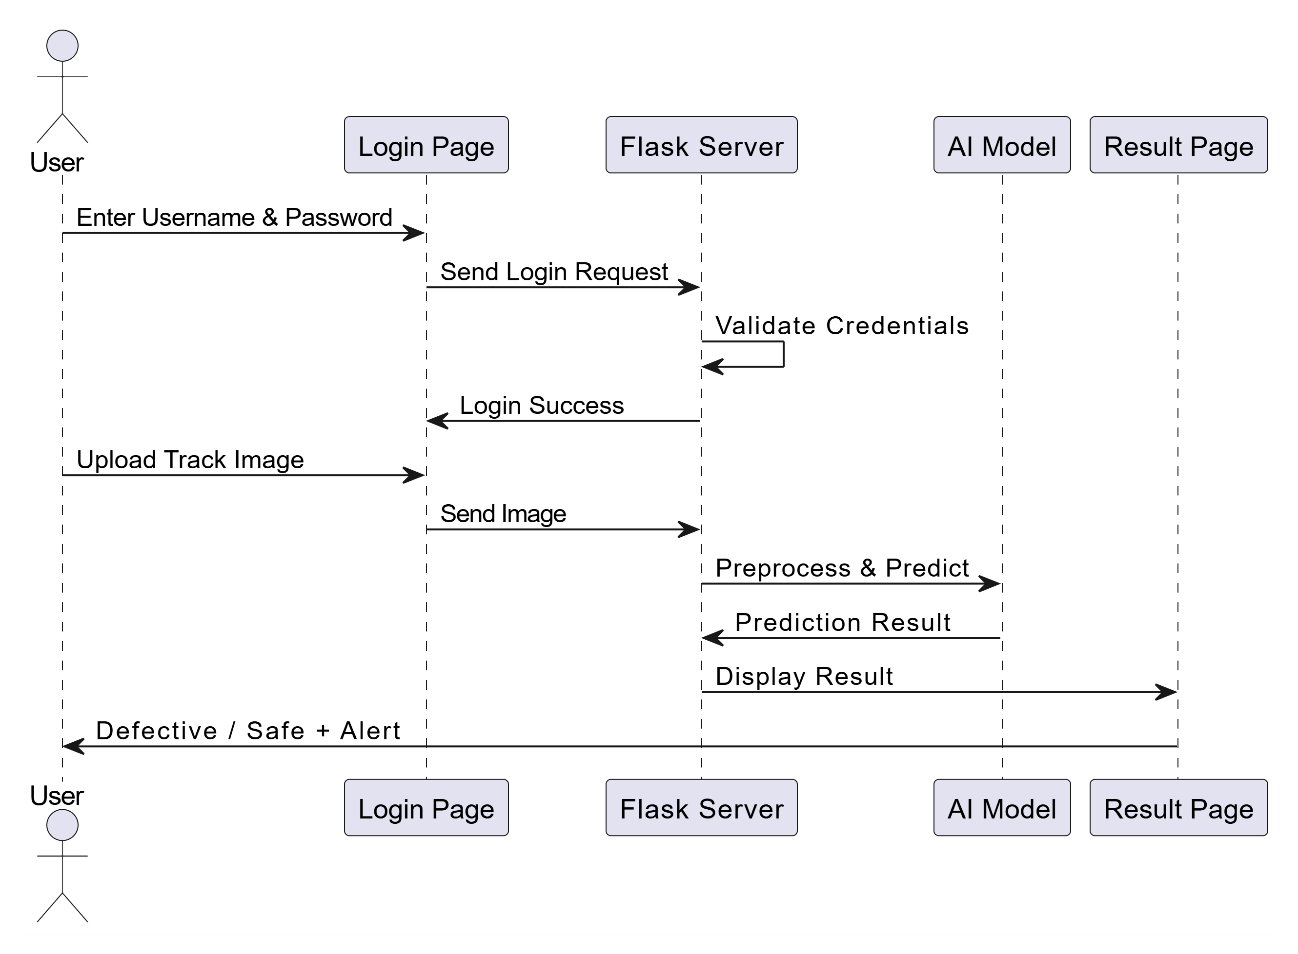 User
Login Page
Flask Server
AI Model
Result Page
Enter Username & Password
Send Login Request
Validate Credentials
Login Success
Upload Track Image
Send Image
Preprocess & Predict
Prediction Result
Display Result
Defective / Safe + Alert
User
Login Page
Flask Server
AI Model
Result Page